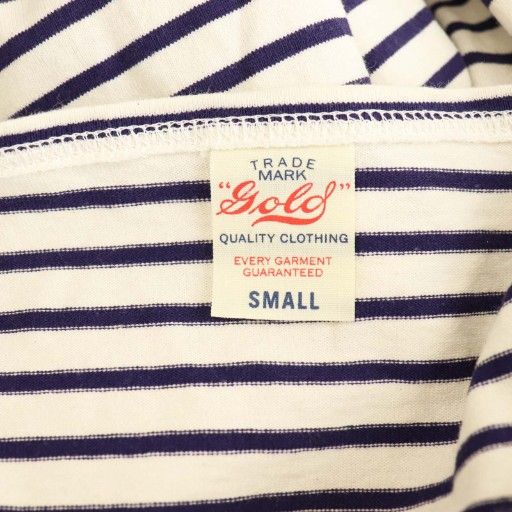 TRADE
MARK
"Gold"
QUALITY CLOTHING
EVERY GARMENT
GUARANTEED
SMALL